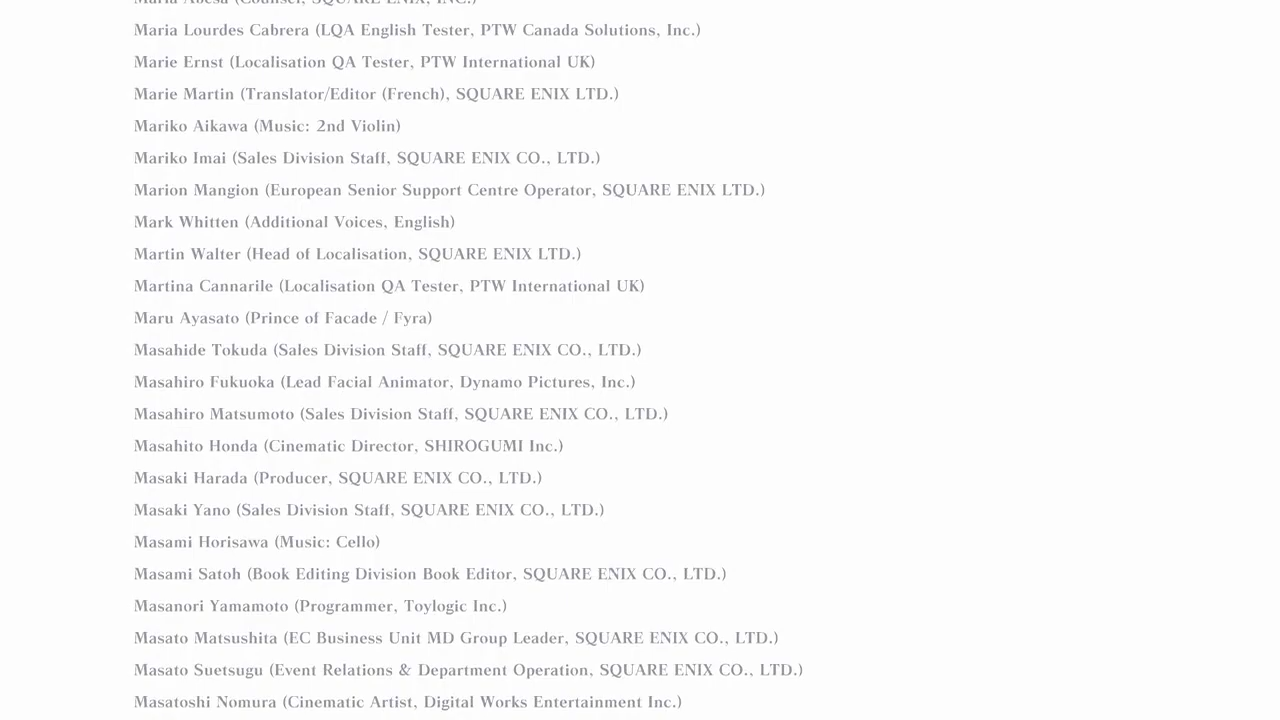 Maria Abesa (Counsel, SQUARE ENIX, INC.)
Maria Lourdes Cabrera (LQA English Tester, PTW Canada Solutions, Inc.)
Marie Ernst (Localisation QA Tester, PTW International UK)
Marie Martin (Translator/Editor (French), SQUARE ENIX LTD.)
Mariko Aikawa (Music: 2nd Violin)
Mariko Imai (Sales Division Staff, SQUARE ENIX CO., LTD.)
Marion Mangion (European Senior Support Centre Operator, SQUARE ENIX LTD.)
Mark Whitten (Additional Voices, English)
Martin Walter (Head of Localisation, SQUARE ENIX LTD.)
Martina Cannarile (Localisation QA Tester, PTW International UK)
Maru Ayasato (Prince of Facade / Fyra)
Masahide Tokuda (Sales Division Staff, SQUARE ENIX CO., LTD.)
Masahiro Fukuoka (Lead Facial Animator, Dynamo Pictures, Inc.)
Masahiro Matsumoto (Sales Division Staff, SQUARE ENIX CO., LTD.)
Masahito Honda (Cinematic Director, SHIROGUMI Inc.)
Masaki Harada (Producer, SQUARE ENIX CO., LTD.)
Masaki Yano (Sales Division Staff, SQUARE ENIX CO., LTD.)
Masami Horisawa (Music: Cello)
Masami Satoh (Book Editing Division Book Editor, SQUARE ENIX CO., LTD.)
Masanori Yamamoto (Programmer, Toylogic Inc.)
Masato Matsushita (EC Business Unit MD Group Leader, SQUARE ENIX CO., LTD.)
Masato Suetsugu (Event Relations & Department Operation, SQUARE ENIX CO., LTD.)
Masatoshi Nomura (Cinematic Artist, Digital Works Entertainment Inc.)